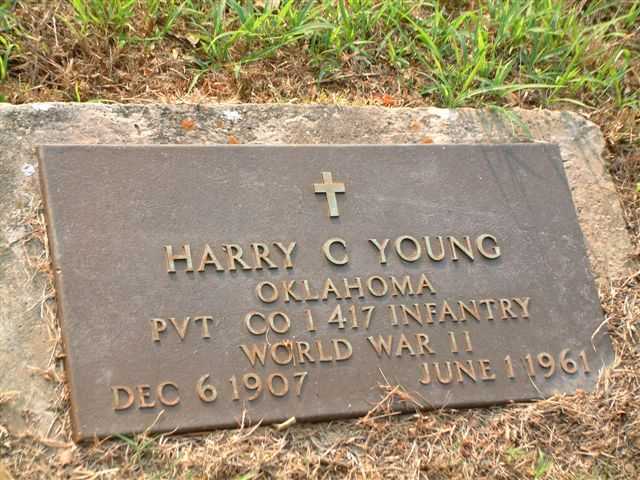 HARRY C YOUNG
OKLAHOMA
PVT CO I 417 INFANTRY
WORLD WAR II
DEC 6 1907 JUNE 1 1961